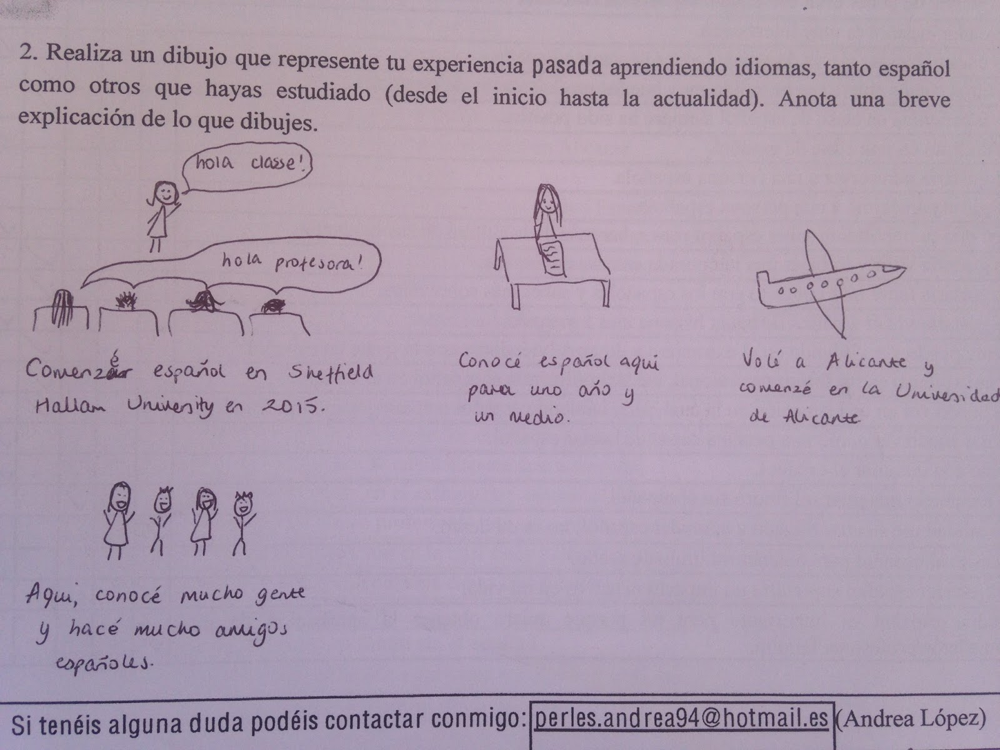 2. Realiza un dibujo que represente tu experiencia pasada aprendiendo idiomas, tanto español
como otros que hayas estudiado (desde el inicio hasta la actualidad). Anota una breve
explicación de lo que dibujes.
hola classe!
hola profesora!
Comenzé español en Sheffield
Hallam University en 2015.
Conocé español aqui
para uno año y
un medio.
Volé a Alicante y
comenzé en la Universidad
de Alicante
Aqui, conocé mucho gente
y hacé mucho amigos
españoles.
Si tenéis alguna duda podéis contactar conmigo: perles.andrea94@hotmail.es (Andrea López)